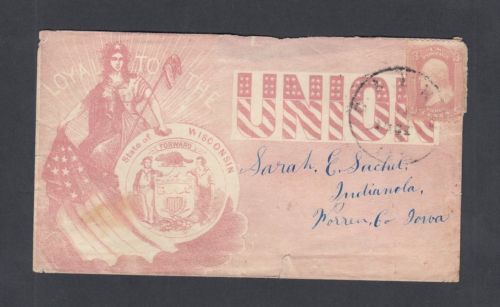 LOYAL TO THE
UNION
State of WISCONSIN
FORWARD
Sarah E. Sachet,
Indianola,
Warren, Co Iowa